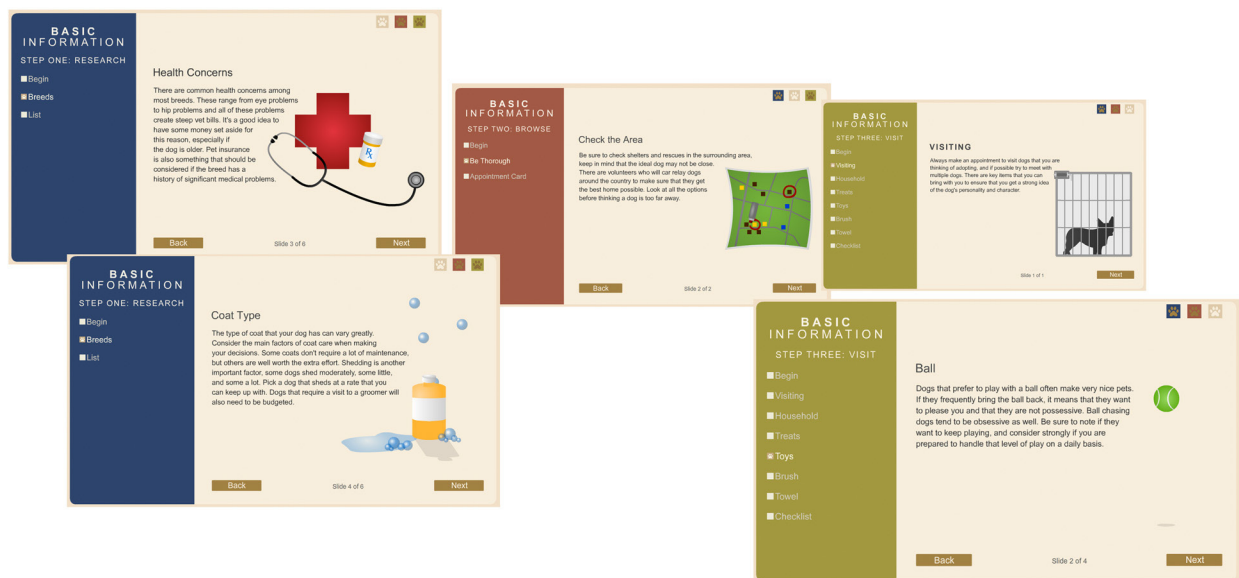 BASIC
INFORMATION
STEP ONE: RESEARCH
Begin
Breeds
List
Health Concerns
There are common health concerns among
most breeds. These range from eye problems
to hip problems and all of these problems
create steep vet bills. It's a good idea to
have some money set aside for
this reason, especially if
the dog is older. Pet insurance
is also something that should be
considered if the breed has a
history of significant medical problems.
Rx
Back
Slide 3 of 6
Next
BASIC
INFORMATION
STEP TWO: BROWSE
Begin
Be Thorough
Appointment Card
Check the Area
Be sure to check shelters and rescues in the surrounding area,
keep in mind that the ideal dog may not be close.
There are volunteers who will car relay dogs
around the country to make sure that they get
the best home possible. Look at all the options
before thinking a dog is too far away.
Back
Slide 2 of 2
Next
BASIC
INFORMATION
STEP THREE: VISIT
Begin
Visiting
Household
Treats
Toys
Brush
Towel
Checklist
VISITING
Always make an appointment to visit dogs that you are
thinking of adopting, and if possible try to meet with
multiple dogs. There are key items that you can
bring with you to ensure that you get a strong idea
of the dog's personality and character.
Slide 1 of 1
Next
BASIC
INFORMATION
STEP ONE: RESEARCH
Begin
Breeds
List
Coat Type
The type of coat that your dog has can vary greatly.
Consider the main factors of coat care when making
your decisions. Some coats don't require a lot of maintenance,
but others are well worth the extra effort. Shedding is another
important factor, some dogs shed moderately, some little,
and some a lot. Pick a dog that sheds at a rate that you
can keep up with. Dogs that require a visit to a groomer will
also need to be budgeted.
Back
Slide 4 of 6
Next
BASIC
INFORMATION
STEP THREE: VISIT
Begin
Visiting
Household
Treats
Toys
Brush
Towel
Checklist
Ball
Dogs that prefer to play with a ball often make very nice pets.
If they frequently bring the ball back, it means that they want
to please you and that they are not possessive. Ball chasing
dogs tend to be obsessive as well. Be sure to note if they
want to keep playing, and consider strongly if you are
prepared to handle that level of play on a daily basis.
Back
Slide 2 of 4
Next